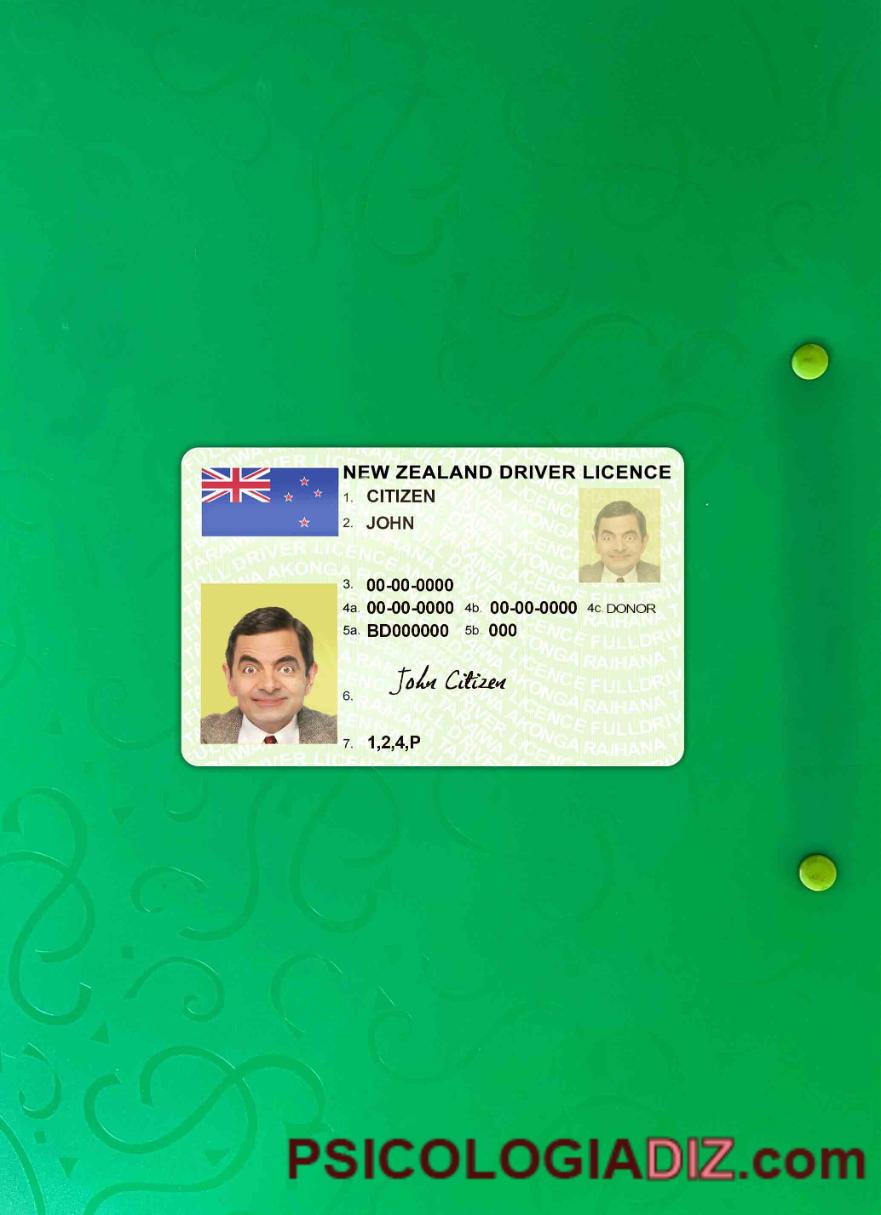 NEW ZEALAND DRIVER LICENCE
1. CITIZEN
2. JOHN
3. 00-00-0000
4a. 00-00-0000 4b. 00-00-0000 4c. DONOR
5a. BD000000 5b. 000
John Citizen
6.
7. 1,2,4,P
PSICOLOGIADIZ.com